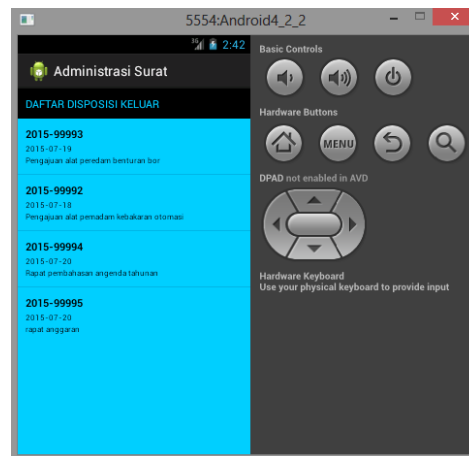 5554:Android4_2_2
3G 2:42
Administrasi Surat
DAFTAR DISPOSISI KELUAR
2015-99993
2015-07-19
Pengajuan alat peredam benturan bor
2015-99992
2015-07-18
Pengajuan alat pemadam kebakaran otomasi
2015-99994
2015-07-20
Rapat pembahasan angenda tahunan
2015-99995
2015-07-20
rapat anggaran
Basic Controls
Hardware Buttons
MENU
DPAD not enabled in AVD
Hardware Keyboard
Use your physical keyboard to provide input